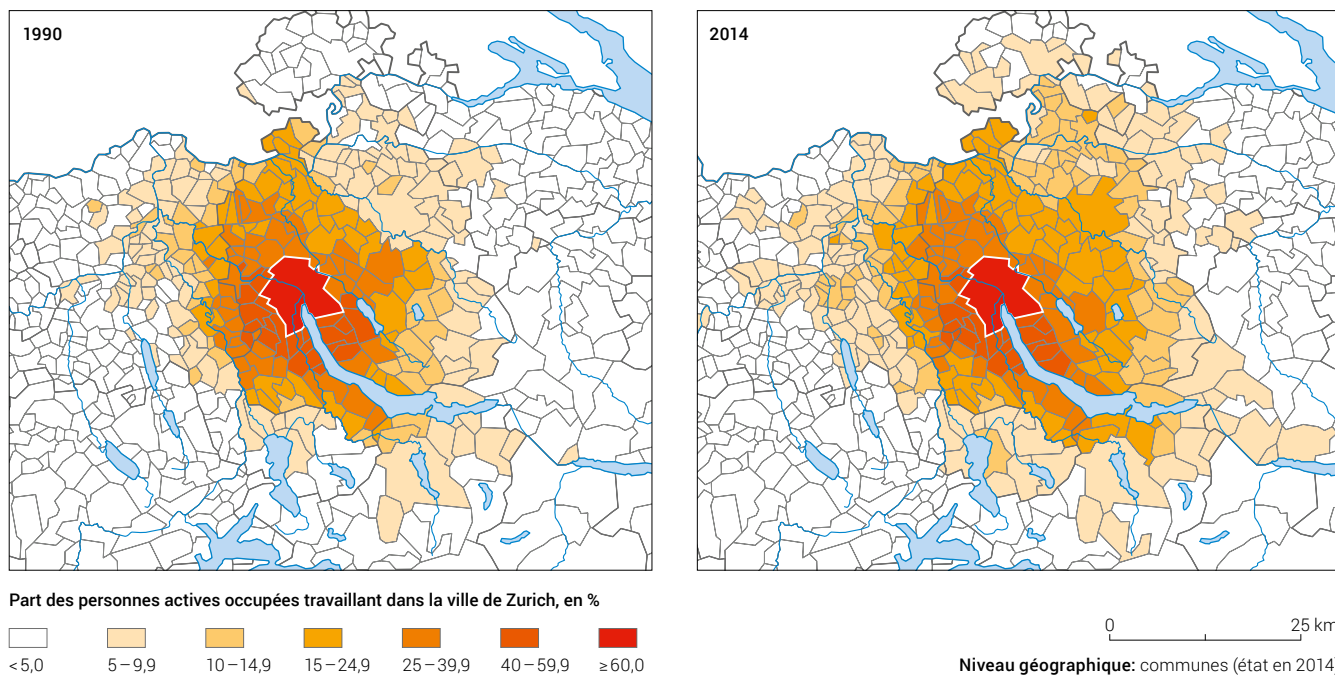 1990
2014
Part des personnes actives occupées travaillant dans la ville de Zurich, en %
< 5,0
5 – 9,9
10 – 14,9
15 – 24,9
25 – 39,9
40 – 59,9
≥ 60,0
0
25 km
Niveau géographique: communes (état en 2014)